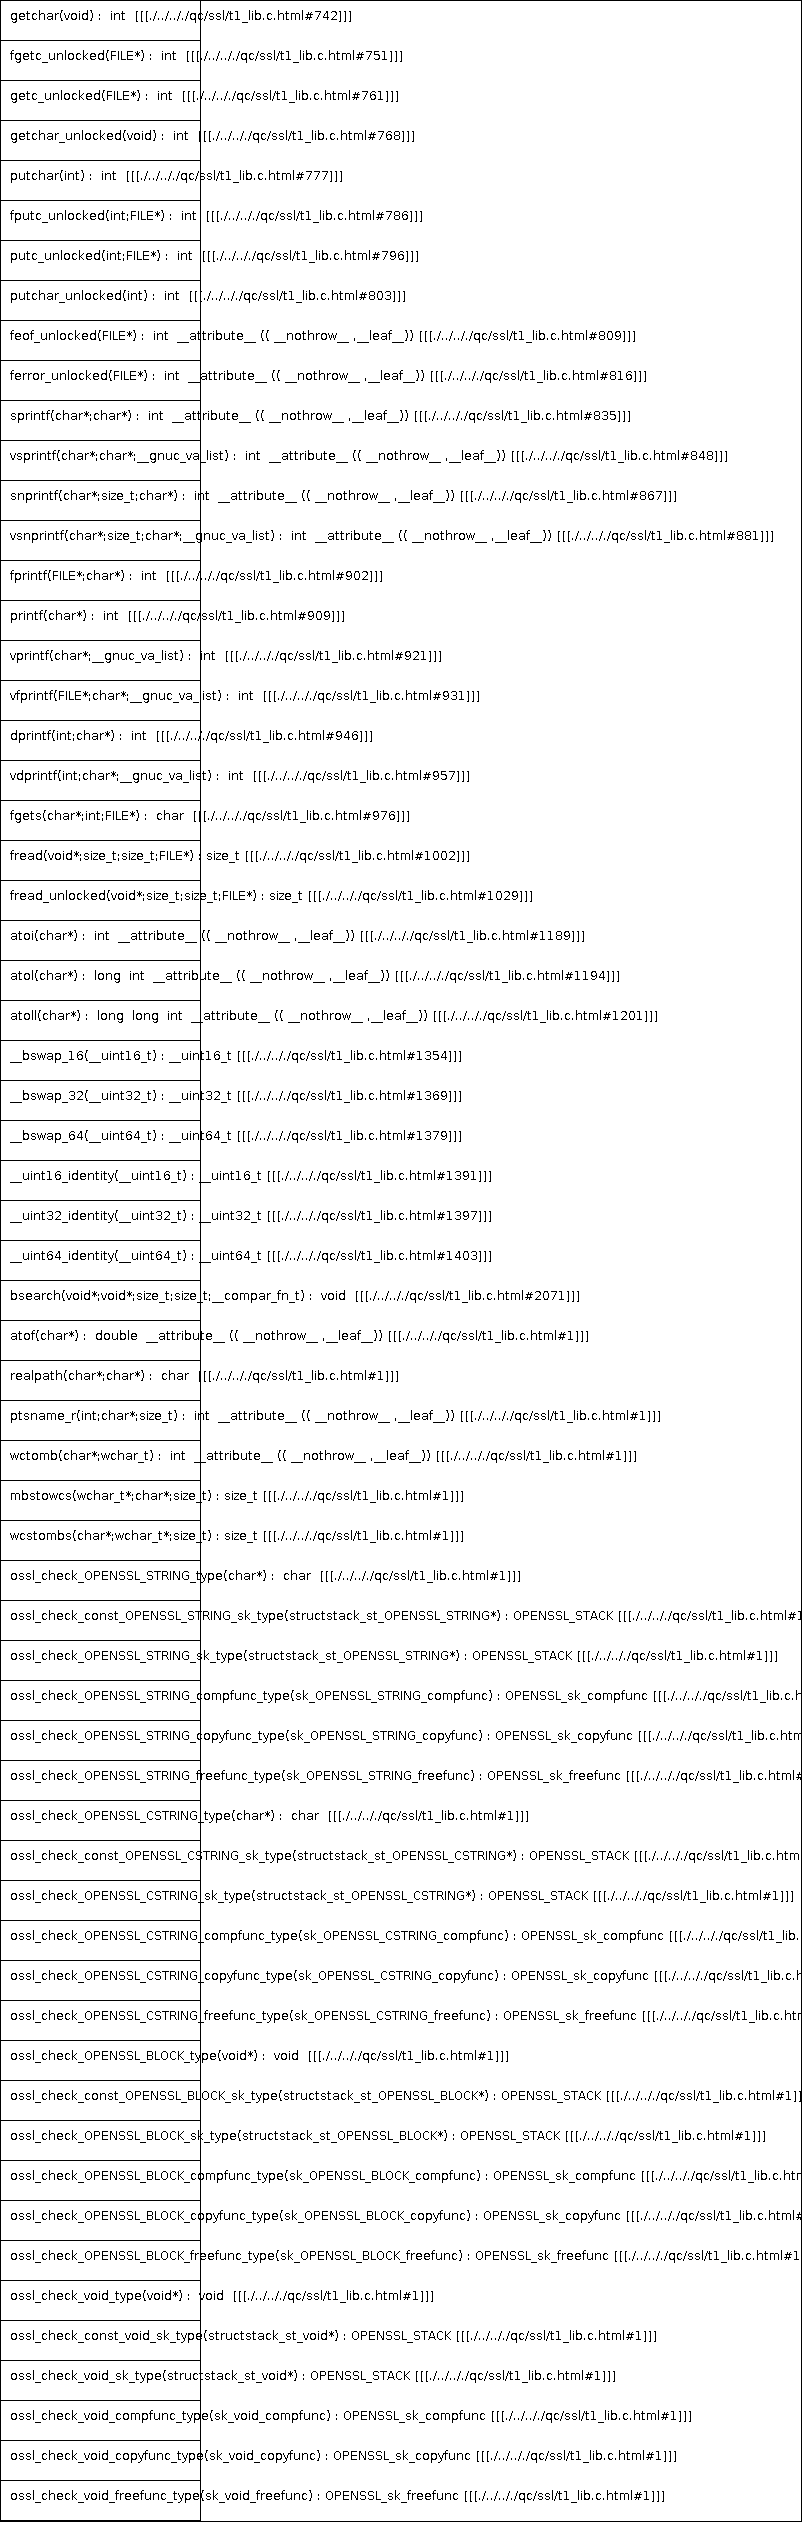 getchar(void) :  int  [[[./../../qc/ssl/t1_lib.c.html#742]]]
fgetc_unlocked(FILE*) :  int  [[[./../../qc/ssl/t1_lib.c.html#751]]]
getc_unlocked(FILE*) :  int  [[[./../../qc/ssl/t1_lib.c.html#761]]]
getchar_unlocked(void) :  int  [[[./../../qc/ssl/t1_lib.c.html#768]]]
putchar(int) :  int  [[[./../../qc/ssl/t1_lib.c.html#777]]]
fputc_unlocked(int;FILE*) :  int  [[[./../../qc/ssl/t1_lib.c.html#786]]]
putc_unlocked(int;FILE*) :  int  [[[./../../qc/ssl/t1_lib.c.html#796]]]
putchar_unlocked(int) :  int  [[[./../../qc/ssl/t1_lib.c.html#803]]]
feof_unlocked(FILE*) :  int  __attribute__ (( __nothrow__ ,__leaf__)) [[[./../../qc/ssl/t1_lib.c.html#809]]]
ferror_unlocked(FILE*) :  int  __attribute__ (( __nothrow__ ,__leaf__)) [[[./../../qc/ssl/t1_lib.c.html#816]]]
sprintf(char*;char*) :  int  __attribute__ (( __nothrow__ ,__leaf__)) [[[./../../qc/ssl/t1_lib.c.html#835]]]
vsprintf(char*;char*;__gnuc_va_list) :  int  __attribute__ (( __nothrow__ ,__leaf__)) [[[./../../qc/ssl/t1_lib.c.html#848]]]
snprintf(char*;size_t;char*) :  int  __attribute__ (( __nothrow__ ,__leaf__)) [[[./../../qc/ssl/t1_lib.c.html#867]]]
vsnprintf(char*;size_t;char*;__gnuc_va_list) :  int  __attribute__ (( __nothrow__ ,__leaf__)) [[[./../../qc/ssl/t1_lib.c.html#881]]]
fprintf(FILE*;char*) :  int  [[[./../../qc/ssl/t1_lib.c.html#902]]]
printf(char*) :  int  [[[./../../qc/ssl/t1_lib.c.html#909]]]
vprintf(char*;__gnuc_va_list) :  int  [[[./../../qc/ssl/t1_lib.c.html#921]]]
vfprintf(FILE*;char*;__gnuc_va_list) :  int  [[[./../../qc/ssl/t1_lib.c.html#931]]]
dprintf(int;char*) :  int  [[[./../../qc/ssl/t1_lib.c.html#946]]]
vdprintf(int;char*;__gnuc_va_list) :  int  [[[./../../qc/ssl/t1_lib.c.html#957]]]
fgets(char*;int;FILE*) :  char  [[[./../../qc/ssl/t1_lib.c.html#976]]]
fread(void*;size_t;size_t;FILE*) : size_t [[[./../../qc/ssl/t1_lib.c.html#1002]]]
fread_unlocked(void*;size_t;size_t;FILE*) : size_t [[[./../../qc/ssl/t1_lib.c.html#1029]]]
atoi(char*) :  int  __attribute__ (( __nothrow__ ,__leaf__)) [[[./../../qc/ssl/t1_lib.c.html#1189]]]
atol(char*) :  long  int  __attribute__ (( __nothrow__ ,__leaf__)) [[[./../../qc/ssl/t1_lib.c.html#1194]]]
atoll(char*) :  long  long  int  __attribute__ (( __nothrow__ ,__leaf__)) [[[./../../qc/ssl/t1_lib.c.html#1201]]]
__bswap_16(__uint16_t) : __uint16_t [[[./../../qc/ssl/t1_lib.c.html#1354]]]
__bswap_32(__uint32_t) : __uint32_t [[[./../../qc/ssl/t1_lib.c.html#1369]]]
__bswap_64(__uint64_t) : __uint64_t [[[./../../qc/ssl/t1_lib.c.html#1379]]]
__uint16_identity(__uint16_t) : __uint16_t [[[./../../qc/ssl/t1_lib.c.html#1391]]]
__uint32_identity(__uint32_t) : __uint32_t [[[./../../qc/ssl/t1_lib.c.html#1397]]]
__uint64_identity(__uint64_t) : __uint64_t [[[./../../qc/ssl/t1_lib.c.html#1403]]]
bsearch(void*;void*;size_t;size_t;__compar_fn_t) :  void  [[[./../../qc/ssl/t1_lib.c.html#2071]]]
atof(char*) :  double  __attribute__ (( __nothrow__ ,__leaf__)) [[[./../../qc/ssl/t1_lib.c.html#1]]]
realpath(char*;char*) :  char  [[[./../../qc/ssl/t1_lib.c.html#1]]]
ptsname_r(int;char*;size_t) :  int  __attribute__ (( __nothrow__ ,__leaf__)) [[[./../../qc/ssl/t1_lib.c.html#1]]]
wctomb(char*;wchar_t) :  int  __attribute__ (( __nothrow__ ,__leaf__)) [[[./../../qc/ssl/t1_lib.c.html#1]]]
mbstowcs(wchar_t*;char*;size_t) : size_t [[[./../../qc/ssl/t1_lib.c.html#1]]]
wcstombs(char*;wchar_t*;size_t) : size_t [[[./../../qc/ssl/t1_lib.c.html#1]]]
ossl_check_OPENSSL_STRING_type(char*) :  char  [[[./../../qc/ssl/t1_lib.c.html#1]]]
ossl_check_const_OPENSSL_STRING_sk_type(structstack_st_OPENSSL_STRING*) : OPENSSL_STACK [[[./../../qc/ssl/t1_lib.c.html#1
ossl_check_OPENSSL_STRING_sk_type(structstack_st_OPENSSL_STRING*) : OPENSSL_STACK [[[./../../qc/ssl/t1_lib.c.html#1]]]
ossl_check_OPENSSL_STRING_compfunc_type(sk_OPENSSL_STRING_compfunc) : OPENSSL_sk_compfunc [[[./../../qc/ssl/t1_lib.c.h
ossl_check_OPENSSL_STRING_copyfunc_type(sk_OPENSSL_STRING_copyfunc) : OPENSSL_sk_copyfunc [[[./../../qc/ssl/t1_lib.c.htm
ossl_check_OPENSSL_STRING_freefunc_type(sk_OPENSSL_STRING_freefunc) : OPENSSL_sk_freefunc [[[./../../qc/ssl/t1_lib.c.html#
ossl_check_OPENSSL_CSTRING_type(char*) :  char  [[[./../../qc/ssl/t1_lib.c.html#1]]]
ossl_check_const_OPENSSL_CSTRING_sk_type(structstack_st_OPENSSL_CSTRING*) : OPENSSL_STACK [[[./../../qc/ssl/t1_lib.c.htm
ossl_check_OPENSSL_CSTRING_sk_type(structstack_st_OPENSSL_CSTRING*) : OPENSSL_STACK [[[./../../qc/ssl/t1_lib.c.html#1]]]
ossl_check_OPENSSL_CSTRING_compfunc_type(sk_OPENSSL_CSTRING_compfunc) : OPENSSL_sk_compfunc [[[./../../qc/ssl/t1_lib.
ossl_check_OPENSSL_CSTRING_copyfunc_type(sk_OPENSSL_CSTRING_copyfunc) : OPENSSL_sk_copyfunc [[[./../../qc/ssl/t1_lib.c.h
ossl_check_OPENSSL_CSTRING_freefunc_type(sk_OPENSSL_CSTRING_freefunc) : OPENSSL_sk_freefunc [[[./../../qc/ssl/t1_lib.c.htm
ossl_check_OPENSSL_BLOCK_type(void*) :  void  [[[./../../qc/ssl/t1_lib.c.html#1]]]
ossl_check_const_OPENSSL_BLOCK_sk_type(structstack_st_OPENSSL_BLOCK*) : OPENSSL_STACK [[[./../../qc/ssl/t1_lib.c.html#1]]
ossl_check_OPENSSL_BLOCK_sk_type(structstack_st_OPENSSL_BLOCK*) : OPENSSL_STACK [[[./../../qc/ssl/t1_lib.c.html#1]]]
ossl_check_OPENSSL_BLOCK_compfunc_type(sk_OPENSSL_BLOCK_compfunc) : OPENSSL_sk_compfunc [[[./../../qc/ssl/t1_lib.c.htm
ossl_check_OPENSSL_BLOCK_copyfunc_type(sk_OPENSSL_BLOCK_copyfunc) : OPENSSL_sk_copyfunc [[[./../../qc/ssl/t1_lib.c.html#
ossl_check_OPENSSL_BLOCK_freefunc_type(sk_OPENSSL_BLOCK_freefunc) : OPENSSL_sk_freefunc [[[./../../qc/ssl/t1_lib.c.html#1
ossl_check_void_type(void*) :  void  [[[./../../qc/ssl/t1_lib.c.html#1]]]
ossl_check_const_void_sk_type(structstack_st_void*) : OPENSSL_STACK [[[./../../qc/ssl/t1_lib.c.html#1]]]
ossl_check_void_sk_type(structstack_st_void*) : OPENSSL_STACK [[[./../../qc/ssl/t1_lib.c.html#1]]]
ossl_check_void_compfunc_type(sk_void_compfunc) : OPENSSL_sk_compfunc [[[./../../qc/ssl/t1_lib.c.html#1]]]
ossl_check_void_copyfunc_type(sk_void_copyfunc) : OPENSSL_sk_copyfunc [[[./../../qc/ssl/t1_lib.c.html#1]]]
ossl_check_void_freefunc_type(sk_void_freefunc) : OPENSSL_sk_freefunc [[[./../../qc/ssl/t1_lib.c.html#1]]]